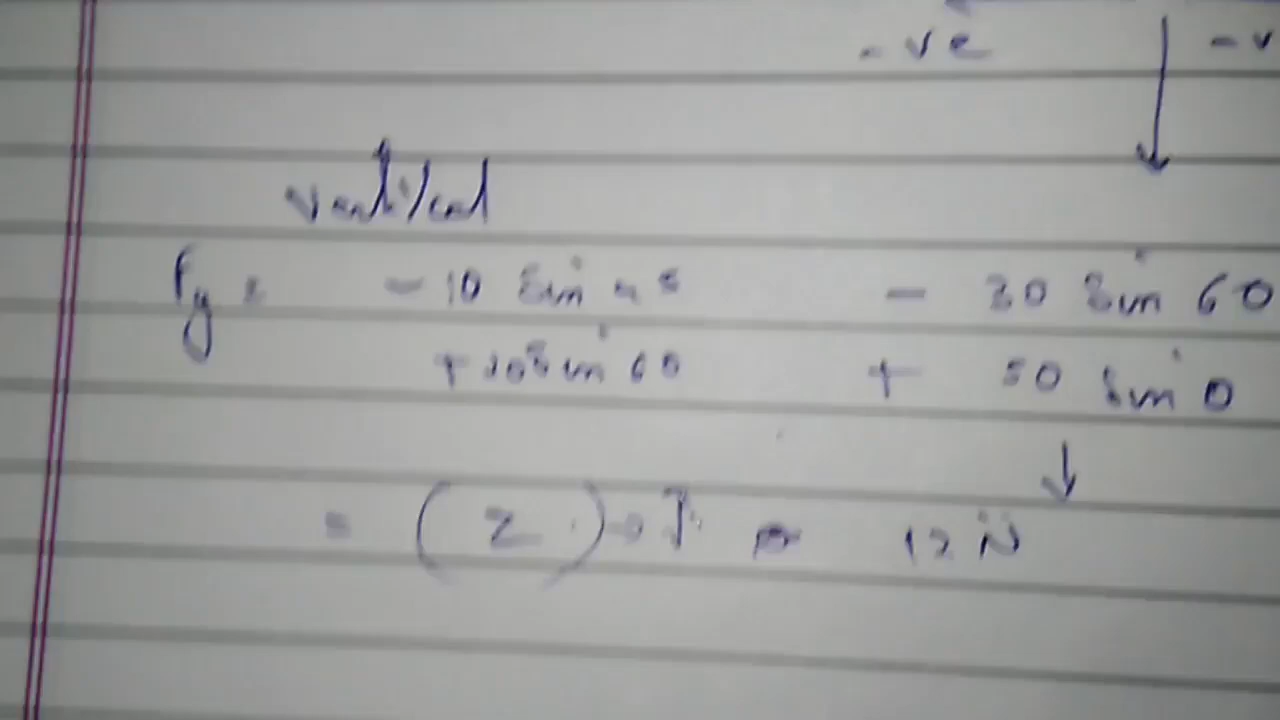 -ve -v
Vertical
Fy = - 10 Sin 45 - 30 Sin 60
+ 20 Sin 60 + 50 Sin 0
= ( Z ) → or 12 N